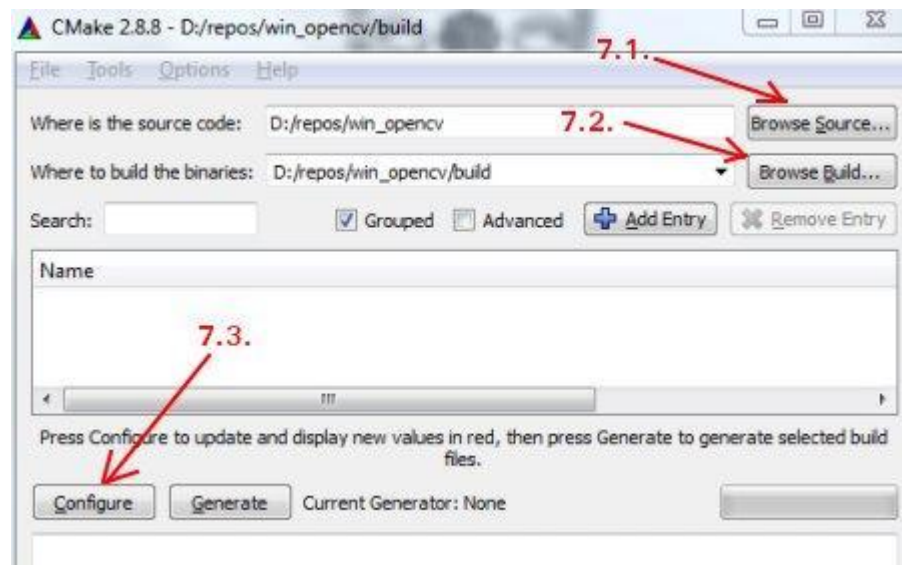 CMake 2.8.8 - D:/repos/win_opencv/build
File Tools Options Help
7.1.
Where is the source code: D:/repos/win_opencv 7.2. Browse Source...
Where to build the binaries: D:/repos/win_opencv/build Browse Build...
Search: Grouped Advanced Add Entry Remove Entry
Name
7.3.
Press Configure to update and display new values in red, then press Generate to generate selected build
files.
Configure Generate Current Generator: None